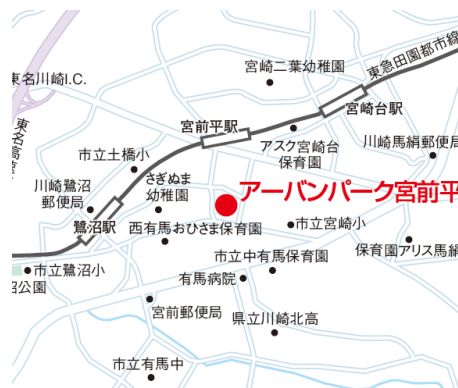 宮崎二葉幼稚園
東急田園都市線
東名川崎I.C.
宮崎台駅
宮前平駅
アスク宮崎台
保育園
川崎馬絹郵便局
東名高速
市立土橋小
さぎぬま
幼稚園
川崎鷺沼
郵便局
アーバンパーク宮前平
鷺沼駅
西有馬おひさま保育園
市立宮崎小
保育園アリス馬絹
市立鷺沼小
沼公園
市立中有馬保育園
有馬病院
宮前郵便局
県立川崎北高
市立有馬中